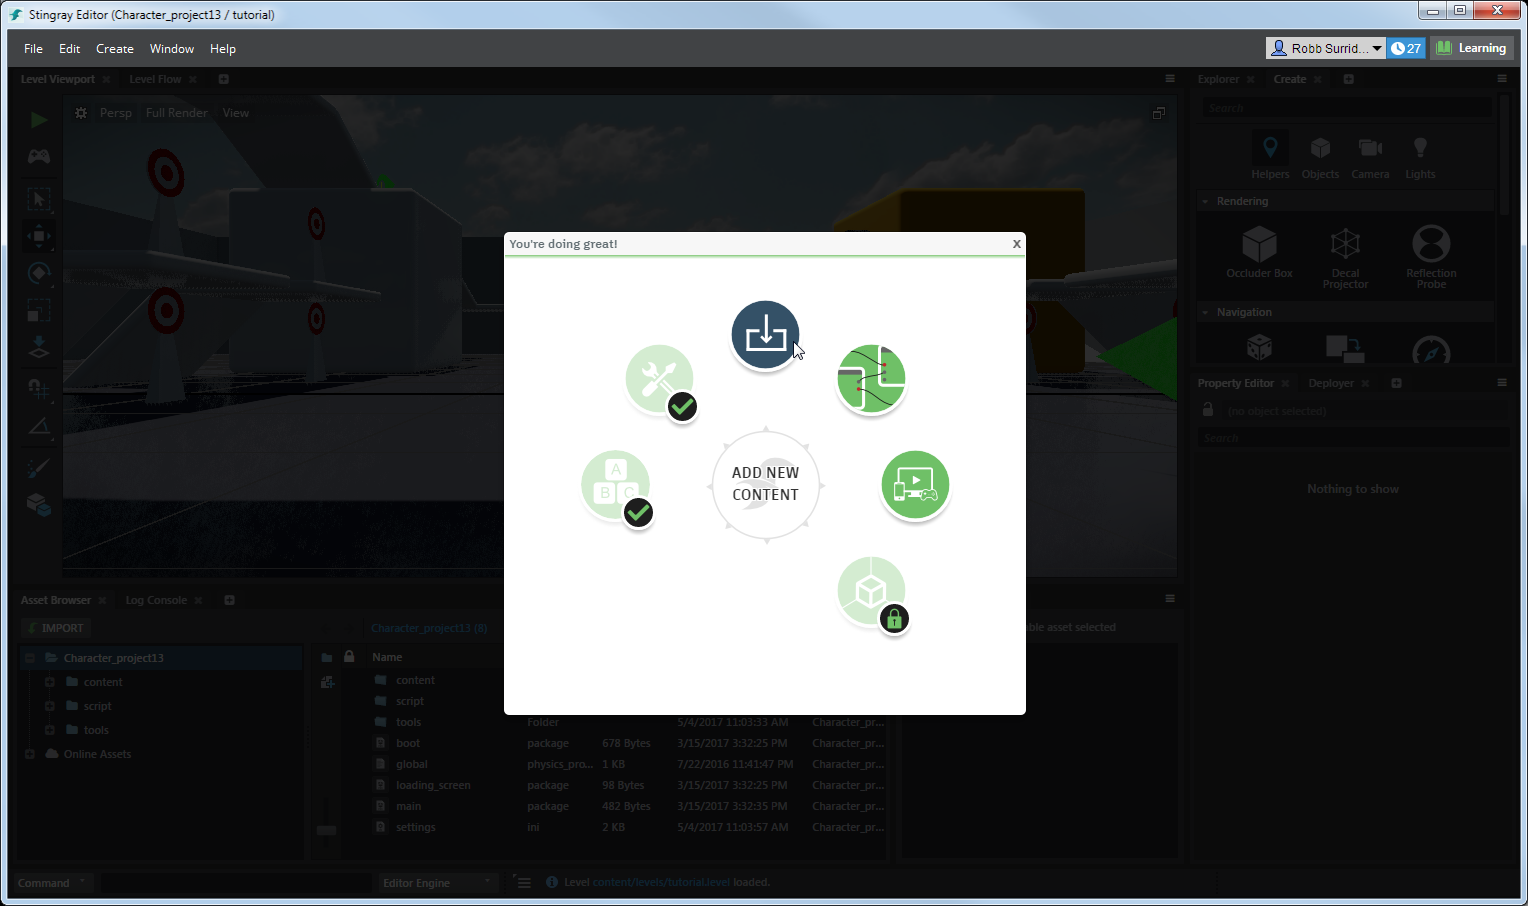 Stingray Editor (Character_project13 / tutorial)
File Edit Create Window Help
Robb Surrid... 27 Learning
Level Viewport Level Flow
Explorer Create
Persp Full Render View
Search
Helpers Objects Camera Lights
Rendering
Occluder Box Decal Projector Reflection Probe
Navigation
You're doing great!
x
A
B C
ADD NEW
CONTENT
Property Editor Deployer
(no object selected)
Search
Nothing to show
Asset Browser Log Console
IMPORT
Character_project13 (8)
ble asset selected
Character_project13
content
script
tools
Online Assets
Name
content
script
tools Folder 5/4/2017 11:03:33 AM Character_pr...
boot package 678 Bytes 3/15/2017 3:32:25 PM Character_pr...
global physics_pro... 1 KB 7/22/2016 11:41:47 PM Character_pr...
loading_screen package 98 Bytes 3/15/2017 3:32:25 PM Character_pr...
main package 482 Bytes 3/15/2017 3:32:35 PM Character_pr...
settings ini 2 KB 5/4/2017 11:03:57 AM Character_pr...
Command Editor Engine Level content/levels/tutorial.level loaded.